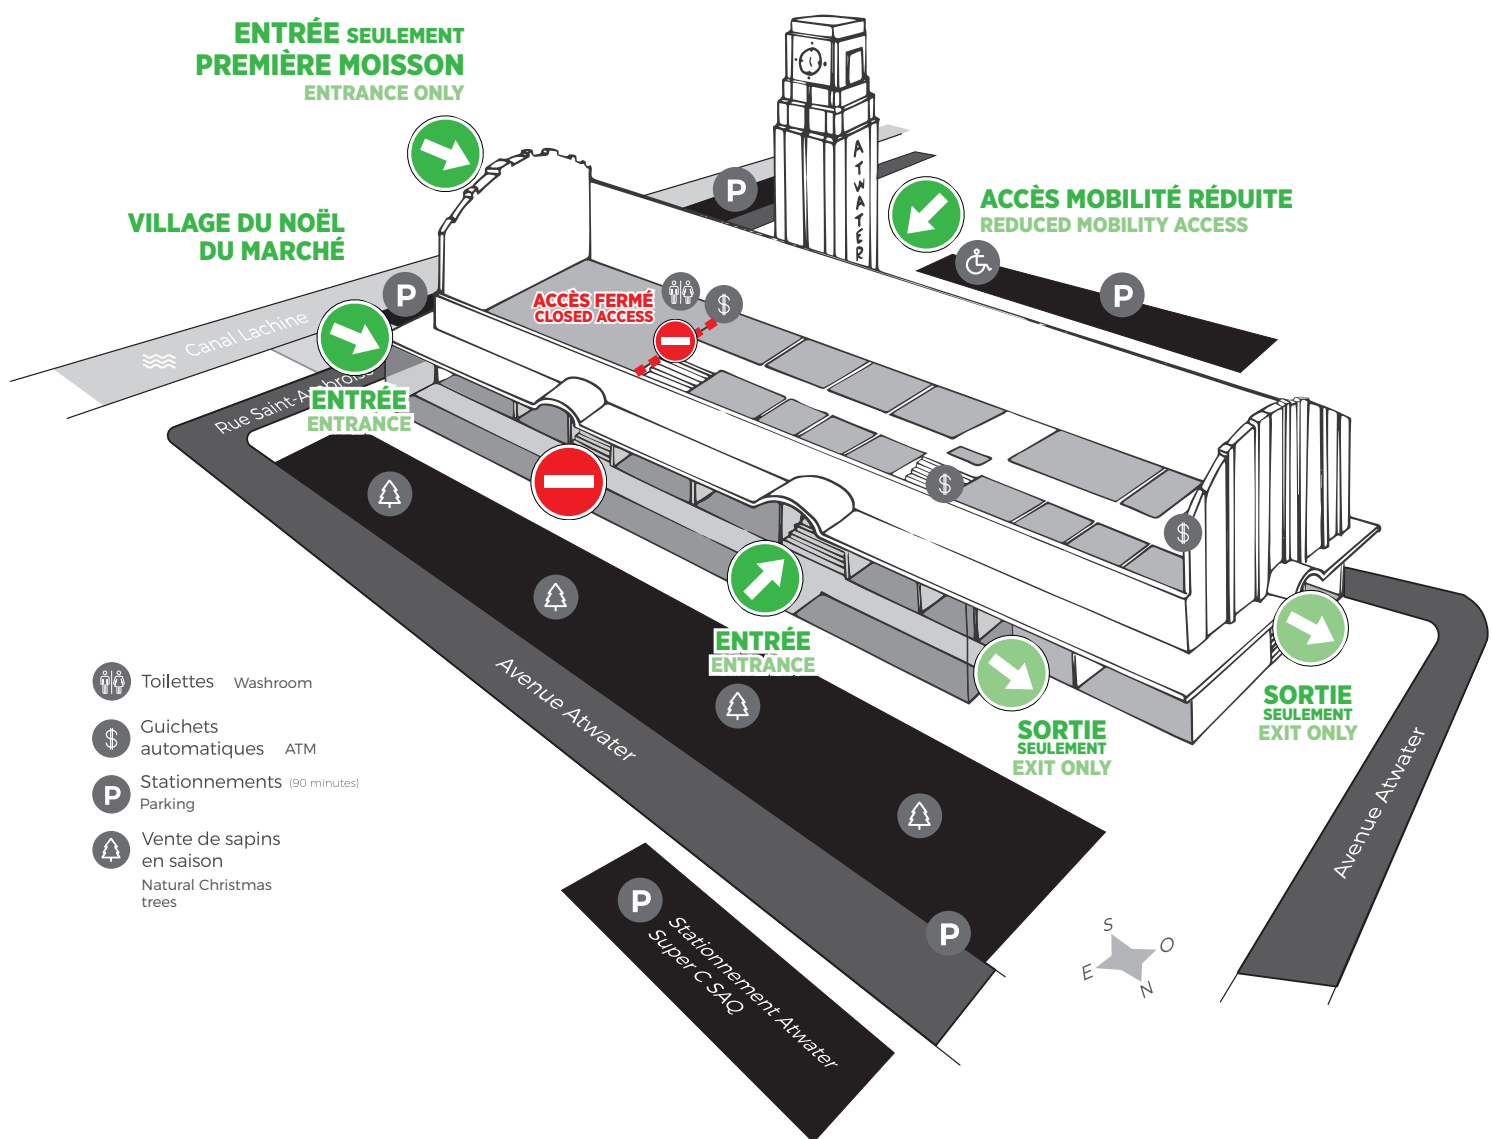 ENTRÉE SEULEMENT
PREMIÈRE MOISSON
ENTRANCE ONLY
ATWATER
P
ACCÈS MOBILITÉ RÉDUITE
REDUCED MOBILITY ACCESS
VILLAGE DU NOËL
DU MARCHÉ
P
P
ACCÈS FERMÉ
CLOSED ACCESS
$
Canal Lachine
Rue Saint-Ambroise
ENTRÉE
ENTRANCE
$
$
ENTRÉE
ENTRANCE
SORTIE
SEULEMENT
EXIT ONLY
SORTIE
SEULEMENT
EXIT ONLY
Avenue Atwater
Avenue Atwater
Toilettes Washroom
$ Guichets
automatiques ATM
P Stationnements (90 minutes)
Parking
Vente de sapins
en saison
Natural Christmas
trees
P
P
Stationnement Atwater
Super C SAQ
S
O
E
N